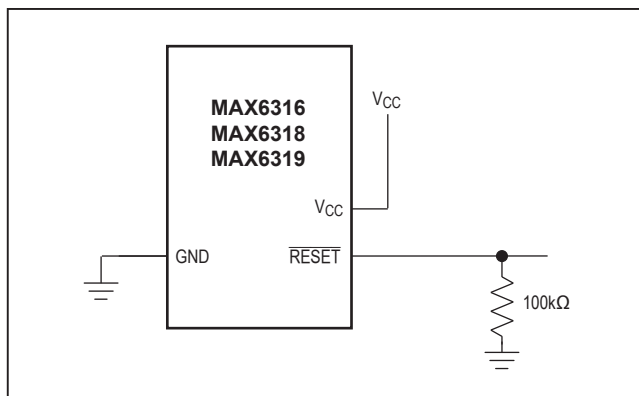 MAX6316
MAX6318
MAX6319
VCC
VCC
GND
RESET
100kΩ